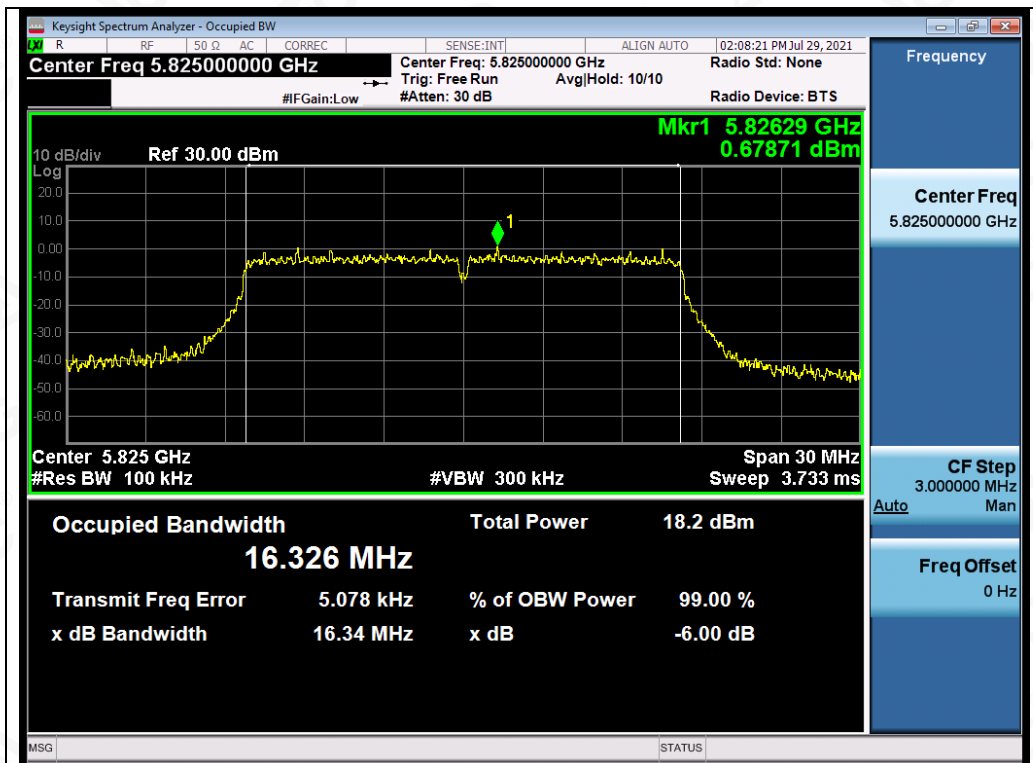 Keysight Spectrum Analyzer - Occupied BW
LXI R RF 50 Ω AC CORREC SENSE:INT ALIGN AUTO 02:08:21 PM Jul 29, 2021
Center Freq 5.825000000 GHz
Center Freq: 5.825000000 GHz
Radio Std: None
Trig: Free Run Avg|Hold: 10/10
#IFGain:Low
#Atten: 30 dB
Radio Device: BTS
Mkr1 5.82629 GHz
0.67871 dBm
10 dB/div Ref 30.00 dBm
Log
20.0
10.0
0.00
-10.0
-20.0
-30.0
-40.0
-50.0
-60.0
1
Center 5.825 GHz Span 30 MHz
#Res BW 100 kHz #VBW 300 kHz Sweep 3.733 ms
Occupied Bandwidth Total Power 18.2 dBm
16.326 MHz
Transmit Freq Error 5.078 kHz % of OBW Power 99.00 %
x dB Bandwidth 16.34 MHz x dB -6.00 dB
Frequency
Center Freq
5.825000000 GHz
CF Step
3.000000 MHz
Auto Man
Freq Offset
0 Hz
MSG STATUS